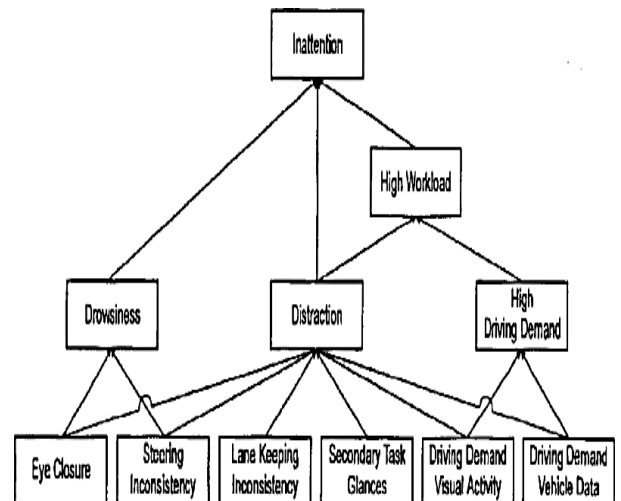 Inattention
High Workload
Drowsiness
Distraction
High
Driving Demand
Eye Closure
Steering
Inconsistency
Lane Keeping
Inconsistency
Secondary Task
Glances
Driving Demand
Visual Activity
Driving Demand
Vehicle Data